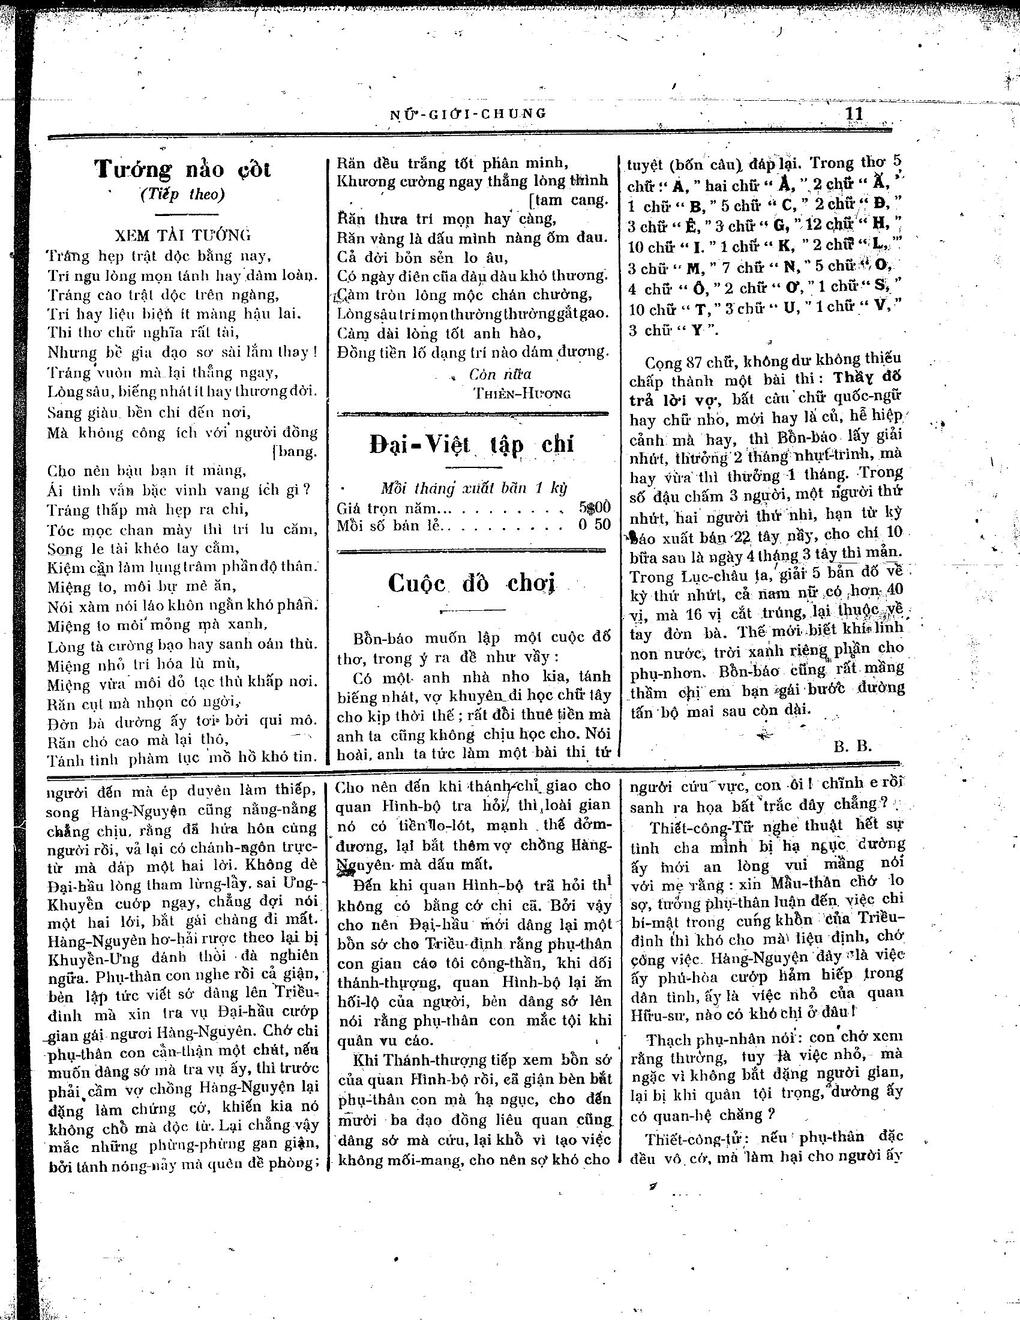 NỮ-GIỚI-CHUNG
11
Tướng nào cốt
(Tiếp theo)
XEM TÀI TƯỚNG
Tráng hẹp trật dộc bằng nay,
Trí ngu lòng mọn tánh hay dàm loàn.
Tráng cao trật dộc trên ngàng,
Trí hay liệu biện ít màng hậu lai.
Thi thơ chữ nghĩa rất tài,
Nhưng bề gia dạo sơ sài lắm thay !
Tráng vuôn mà lại thẳng ngay,
Lòng sâu, biếng nhát ít hay thương dời.
Sang giàu bền chí đến nơi,
Mà không công ích với người đồng
[bang.
Cho nên bậu bạn ít màng,
Ái tình vẫn bậc vinh vang ích gì ?
Tráng thấp mà hẹp ra chi,
Tóc mọc chan mày thì trí lu căm,
Song le tài khéo tay cầm,
Kiệm cần làm lụng trâm phần độ thân.
Miệng to, môi bự mê ăn,
Nói xàm nói láo khôn ngăn khó phân.
Miệng to môi mỏng mà xanh,
Lòng tà cường bạo hay sanh oán thù.
Miệng nhỏ trí hóa lù mù,
Miệng vừa môi đỏ tạc thù khấp nơi.
Răn cụt mà nhọn có ngời,
Đờn bà dường ấy tơi bời qui mô.
Răn chó cao mà lại thô,
Tánh tình phàm tục mồ hồ khó tin.
Răn đều trắng tốt phân minh,
Khương cường ngay thẳng lòng thình
[tam cang.
Răn thưa trí mọn hay càng,
Răn vàng là dấu mình nàng ốm đau.
Cả dời bỏn sẻn lo âu,
Có ngày điên của dàu dàu khó thương.
Càm tròn lông mộc chán chường,
Lòng sâu trí mọn thường thường gắt gao.
Càm dài lòng tốt anh hào,
Đồng tiền lố dạng trí nào dám đương.
Còn nữa
THIÊN-HƯƠNG
Đại-Việt tập chí
Mỗi tháng xuất bản 1 kỳ
Giá trọn năm... . . . . . . . . . 5$00
Mỗi số bán lẻ. . . . . . . . . . 0 50
Cuộc đố chơi
Bổn-báo muốn lập một cuộc đố
thơ, trong ý ra đề như vầy :
Có một anh nhà nho kia, tánh
biếng nhát, vợ khuyên đi học chữ tây
cho kịp thời thế ; rất đỗi thuê tiền mà
anh ta cũng không chịu học cho. Nói
hoài, anh ta tức làm một bài thi tứ
tuyệt (bốn câu) đáp lại. Trong thơ 5
chữ “ A, ” hai chữ “ Â, ” 2 chữ “ Ă, ”
1 chữ “ B, ” 5 chữ “ C, ” 2 chữ “ Đ, ”
3 chữ “ Ê, ” 3 chữ “ G, ” 12 chữ “ H, ”
10 chữ “ I. ” 1 chữ “ K, ” 2 chữ “ L, ”
3 chữ “ M, ” 7 chữ “ N, ” 5 chữ “ O,
4 chữ “ Ô, ” 2 chữ “ Ơ, ” 1 chữ “ S, ”
10 chữ “ T, ” 3 chữ “ U, ” 1 chữ “ V, ”
3 chữ “ Y ”.
Cọng 87 chữ, không dư không thiếu
chấp thành một bài thi : Thầy đồ
trả lời vợ, bất câu chữ quốc-ngữ
hay chữ nho, mới hay là củ, hễ hiệp
cảnh mà hay, thì Bổn-báo lấy giải
nhứt, thưởng 2 tháng nhựt-trình, mà
hay vừa thì thưởng 1 tháng. Trong
số đậu chấm 3 người, một người thứ
nhứt, hai người thứ nhì, hạn từ kỳ
báo xuất bản 22 tây nầy, cho chí 10
bữa sau là ngày 4 tháng 3 tây thì mãn.
Trong Lục-châu ta, giải 5 bản đố về
kỳ thứ nhứt, cả nam nữ có hơn 40
vị, mà 16 vị cắt trúng, lại thuộc về
tay đờn bà. Thế mới biết khí linh
non nước, trời xanh riêng phần cho
phụ-nhơn. Bổn-báo cũng rất mầng
thầm chị em bạn gái bước đường
tấn bộ mai sau còn dài.
B. B.
người đến mà ép duyên làm thiếp,
song Hàng-Nguyên cũng nằng-nằng
chẳng chịu, rằng đã hứa hôn cùng
người rồi, vả lại có chánh-ngôn trực-
từ mà đáp một hai lời. Không dè
Đại-hầu lòng tham lừng-lẫy, sai Ưng-
Khuyển cướp ngay, chẳng đợi nói
một hai lời, bắt gái chàng đi mất.
Hàng-Nguyên hơ-hải rược theo lại bị
Khuyển-Ưng đánh thòi đà nghiên
ngữa. Phụ-thân con nghe rồi cả giận,
bèn lập tức viết sớ dâng lên Triều-
đình mà xin tra vụ Đại-hầu cướp
gian gái ngươi Hàng-Nguyên. Chớ chi
phụ-thân con cẩn-thận một chút, nếu
muốn dâng sớ mà tra vụ ấy, thì trước
phải cầm vợ chồng Hàng-Nguyên lại
đặng làm chứng cớ, khiến kia nó
không chỗ mà dộc từ. Lại chẳng vậy
mắc những phừng-phừng gan giận,
bởi tánh nóng-nảy mà quên đề phòng ;
Cho nên đến khi thánh-chỉ giao cho
quan Hình-bộ tra hỏi, thì loài gian
nó có tiền lo-lót, mạnh thế đởm-
đương, lại bắt thêm vợ chồng Hàng-
Nguyên mà dấu mất.
Đến khi quan Hình-bộ trã hỏi thì
không có bằng cớ chi cã. Bởi vậy
cho nên Đại-hầu mới dâng lại một
bổn sớ cho Triều-đình rằng phụ-thân
con gian cáo tôi công-thần, khi dối
thánh-thượng, quan Hình-bộ lại ăn
hối-lộ của người, bèn dâng sớ lên
nói rằng phụ-thân con mắc tội khi
quân vu cáo.
Khi Thánh-thượng tiếp xem bổn sớ
của quan Hình-bộ rồi, cã giận bèn bắt
phụ-thân con mà hạ ngục, cho đến
mười ba đạo đồng liêu quan cũng
dâng sớ mà cứu, lại khổ vì tạo việc
không mối-mang, cho nên sợ khó cho
người cứu vực, con ôi ! chĩnh e rồi
sanh ra họa bất trắc đây chẳng ?
Thiết-công-Tử nghe thuật hết sự
tình cha mình bị hạ ngục dường
ấy mới an lòng vui mầng nói
với mẹ rằng : xin Mẫu-thân chớ lo
sợ, tưởng phụ-thân luận đến việc chi
bí-mật trong cung khổn của Triều-
đình thì khó cho mà liệu định, chớ
công việc Hàng-Nguyên đây là việc
ấy phủ-hòa cướp hảm hiếp trong
dân tình, ấy là việc nhỏ của quan
Hữu-sư, nào có khó chi ở đâu !
Thạch phụ-nhân nói : con chớ xem
rằng thường, tuy là việc nhỏ, mà
ngặc vì không bắt đặng người gian,
lại bị khi quân tội trọng, dường ấy
có quan-hệ chăng ?
Thiết-công-tử : nếu phụ-thân đặc
đều vô cớ, mà làm hại cho người ấy